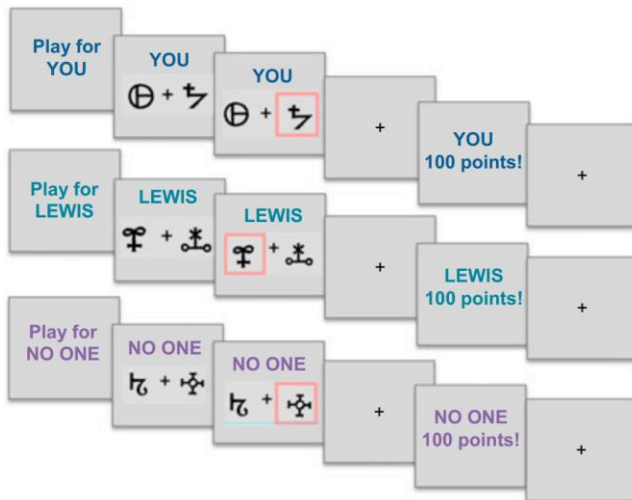 Play for
YOU
YOU
+
YOU
+
+
YOU
100 points!
+
Play for
LEWIS
LEWIS
+
LEWIS
+
+
LEWIS
100 points!
+
Play for
NO ONE
NO ONE
+
NO ONE
+
+
NO ONE
100 points!
+